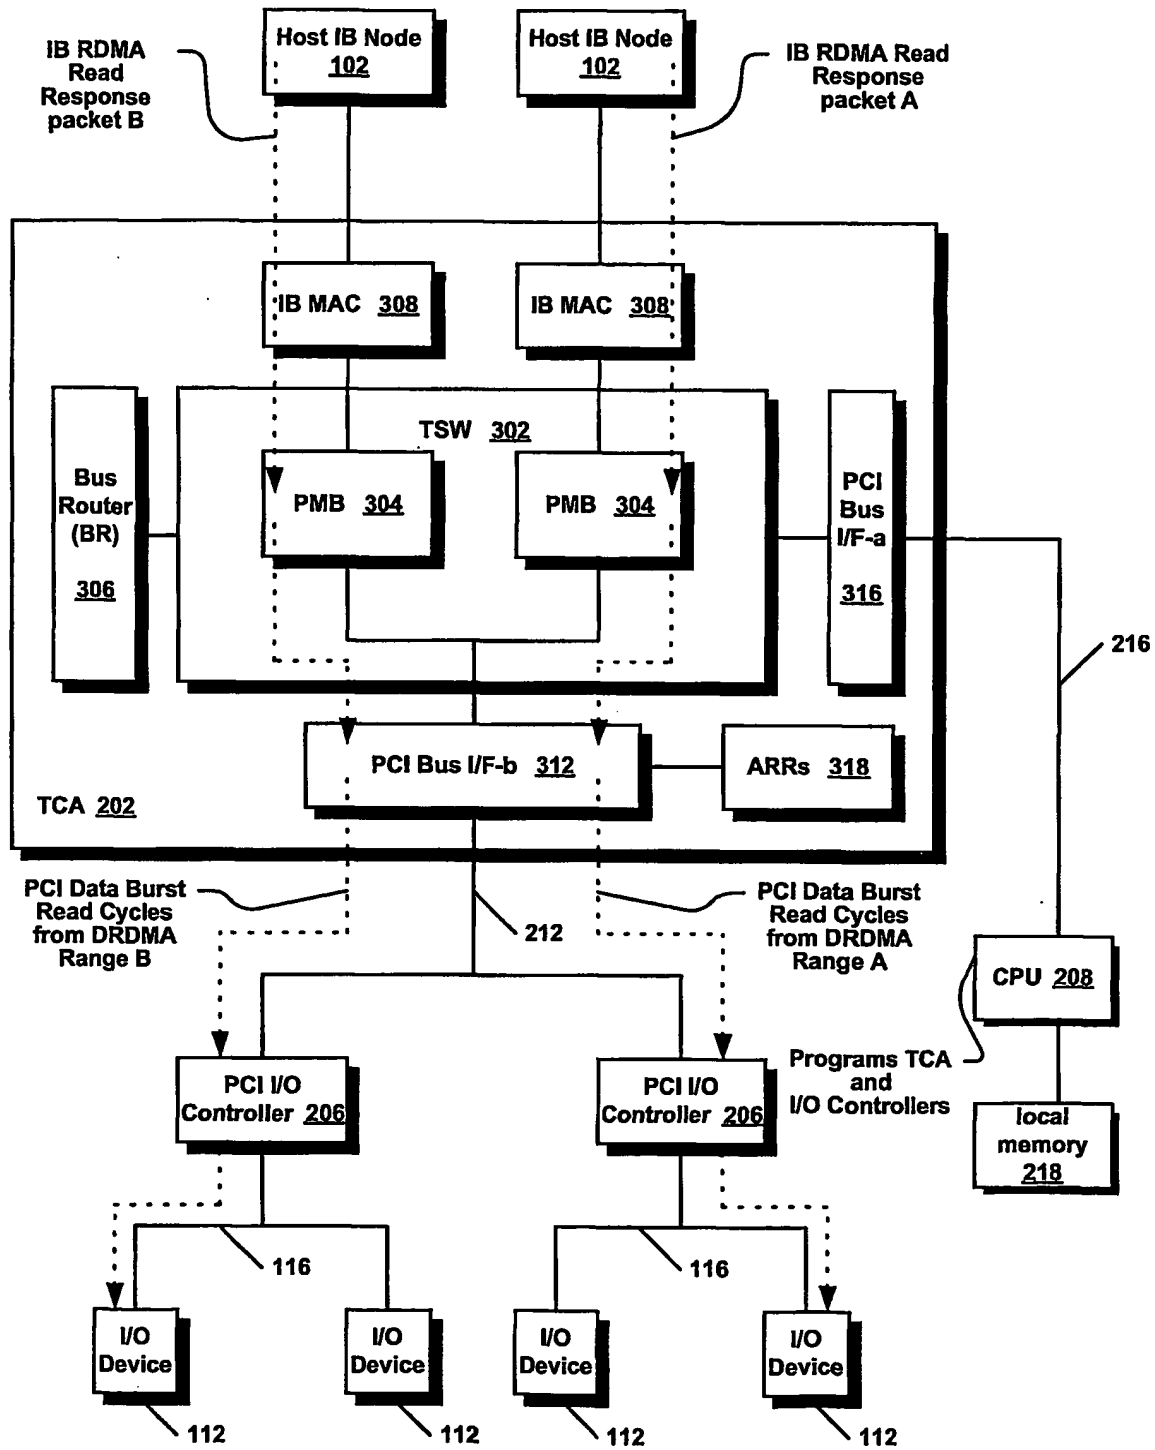 Host IB Node
102
Host IB Node
102
IB RDMA
Read
Response
packet B
IB RDMA Read
Response
packet A
IB MAC 308
IB MAC 308
TSW 302
Bus
Router
(BR)
306
PMB 304
PMB 304
PCI
Bus
I/F-a
316
216
PCI Bus I/F-b 312
ARRs 318
TCA 202
PCI Data Burst
Read Cycles
from DRDMA
Range B
212
PCI Data Burst
Read Cycles
from DRDMA
Range A
CPU 208
Programs TCA
and
I/O Controllers
PCI I/O
Controller 206
PCI I/O
Controller 206
local
memory
218
116
116
I/O
Device
I/O
Device
I/O
Device
I/O
Device
112
112
112
112